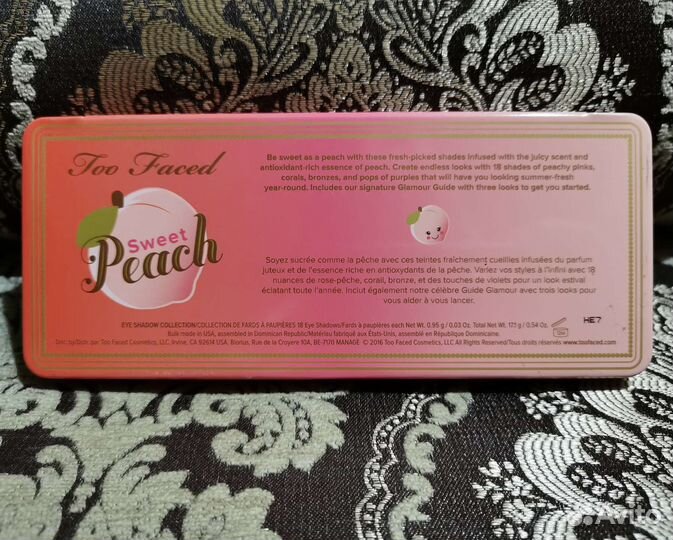 Too Faced
Sweet
Peach
Be sweet as a peach with these fresh-picked shades infused with the juicy scent and
antioxidant-rich essence of peach. Create endless looks with 18 shades of peachy pinks,
corals, bronzes, and pops of purples that will have you looking summer-fresh
year-round. Includes our signature Glamour Guide with three looks to get you started.
Soyez sucrée comme la pêche avec ces teintes fraîchement cueillies infusées du parfum
juteux et de l'essence riche en antioxydants de la pêche. Variez vos styles à l'infini avec 18
nuances de rose-pêche, corail, bronze, et des touches de violets pour un look estival
éclatant toute l'année. Inclut également notre célèbre Guide Glamour avec trois looks pour
vous aider à vous lancer.
EYE SHADOW COLLECTION/COLLECTION DE FARDS À PAUPIÈRES 18 Eye Shadows/Fards à paupières each Net Wt. 0.95 g / 0.03 Oz. Total Net Wt. 17.1 g / 0.54 Oz.
Bulk made in USA, assembled in Dominican Republic/Matériau fabriqué aux États-Unis, assemblé en République Dominicaine.
Dist. by/Distr. par Too Faced Cosmetics, LLC, Irvine, CA 92614 USA. Biorius, Rue de la Croyere 10A, BE-7170 MANAGE © 2016 Too Faced Cosmetics, LLC All Rights Reserved/Tous droits réservés www.toofaced.com
HE7
Avito